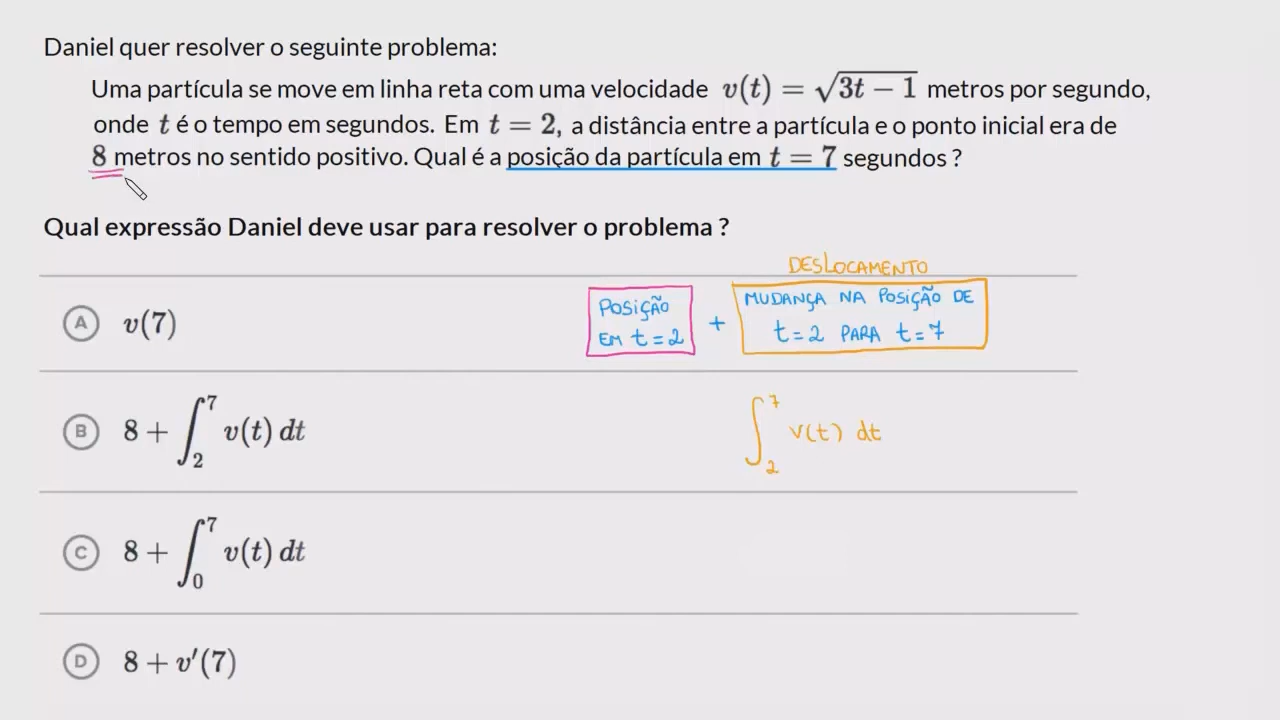 Daniel quer resolver o seguinte problema:
Uma partícula se move em linha reta com uma velocidade v(t) = √(3t − 1) metros por segundo,
onde t é o tempo em segundos. Em t = 2, a distância entre a partícula e o ponto inicial era de
8 metros no sentido positivo. Qual é a posição da partícula em t = 7 segundos ?
Qual expressão Daniel deve usar para resolver o problema ?
DESLOCAMENTO
POSIÇÃO
EM t = 2
+
MUDANÇA NA POSIÇÃO DE
t = 2 PARA t = 7
A v(7)
B 8 + ∫₂⁷ v(t) dt
∫₂⁷ v(t) dt
C 8 + ∫₀⁷ v(t) dt
D 8 + v′(7)